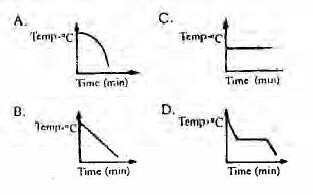 A.
Temp-°C
Time (min)
C.
Temp-°C
Time (min)
B.
Temp-°C
Time (min)
D.
Temp-°C
Time (min)